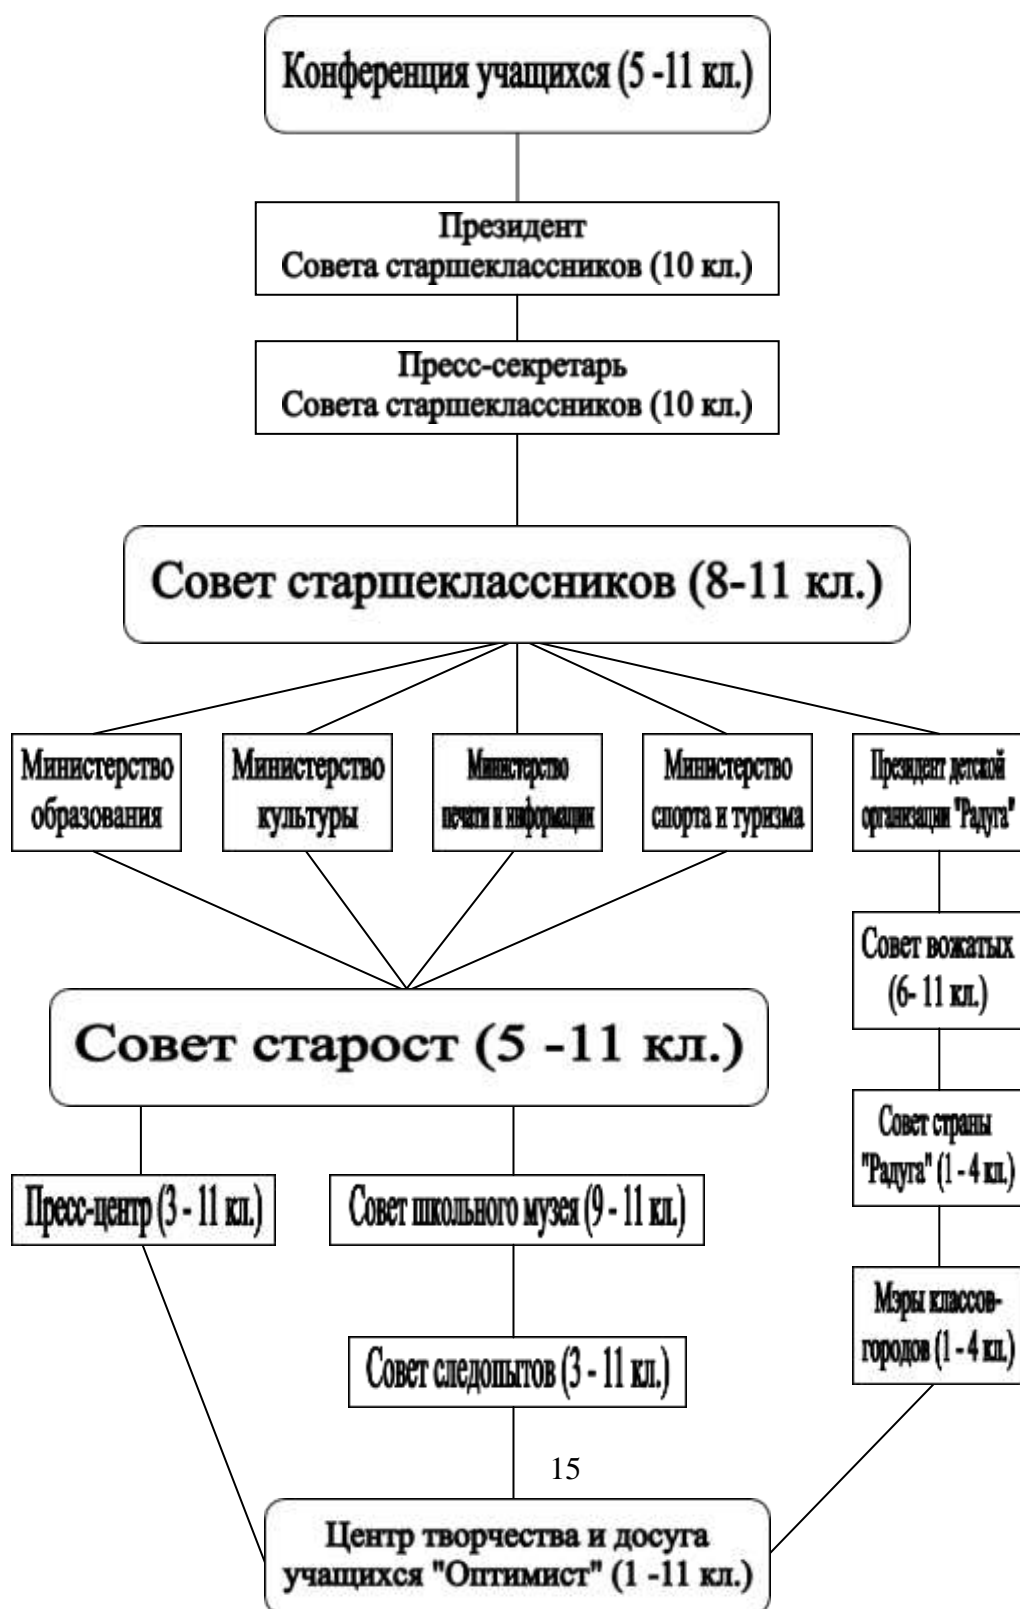 Конференция учащихся (5 -11 кл.)
Президент
Совета старшеклассников (10 кл.)
Пресс-секретарь
Совета старшеклассников (10 кл.)
Совет старшеклассников (8-11 кл.)
Министерство
образования
Министерство
культуры
Министерство
печати и информации
Министерство
спорта и туризма
Президент детской
организации "Радуга"
Совет вожатых
(6 - 11 кл.)
Совет старост (5 -11 кл.)
Совет страны
"Радуга" (1 - 4 кл.)
Пресс-центр (3 - 11 кл.)
Совет школьного музея (9 - 11 кл.)
Мэры классов-
городов (1 - 4 кл.)
Совет следопытов (3 - 11 кл.)
15
Центр творчества и досуга
учащихся "Оптимист" (1 -11 кл.)